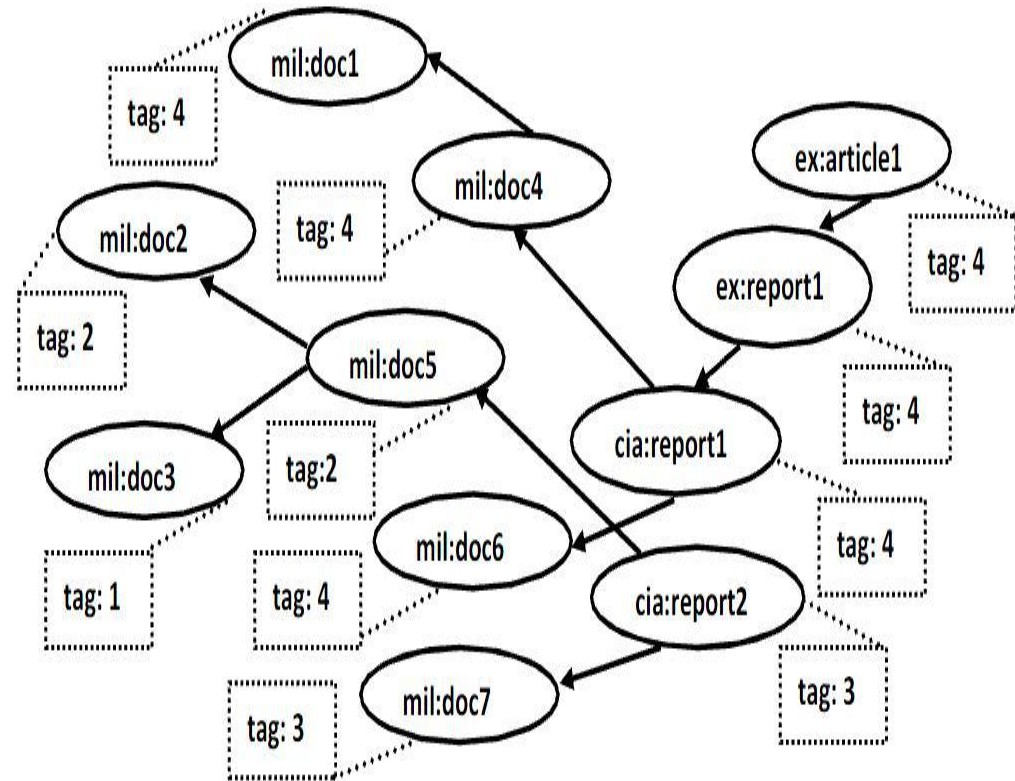 mil:doc1
tag: 4
ex:article1
mil:doc4
tag: 4
mil:doc2
tag: 4
ex:report1
tag: 2
mil:doc5
tag: 4
cia:report1
mil:doc3
tag:2
mil:doc6
tag: 4
tag: 1
tag: 4
cia:report2
tag: 3
mil:doc7
tag: 3